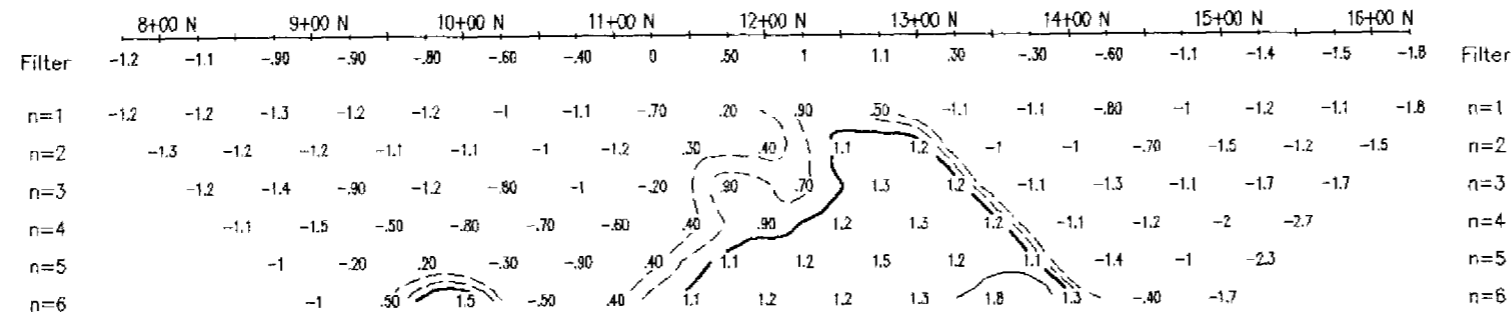 8+00 N 9+00 N 10+00 N 11+00 N 12+00 N 13+00 N 14+00 N 15+00 N 16+00 N
Filter -1.2 -1.1 -.90 -.90 -.80 -.60 -.40 0 .50 1 1.1 .30 -.30 -.60 -1.1 -1.4 -1.5 -1.8 Filter
n=1 -1.2 -1.2 -1.3 -1.2 -1.2 -1 -1.1 -.70 .20 .90 .50 -1.1 -1.1 -.80 -1 -1.2 -1.1 -1.8 n=1
n=2 -1.3 -1.2 -1.2 -1.1 -1.1 -1 -1.2 .30 .40 1.1 1.2 -1 -1 -.70 -1.5 -1.2 -1.5 n=2
n=3 -1.2 -1.4 -.90 -1.2 -.80 -1 -.20 .90 .70 1.3 1.2 -1.1 -1.3 -1.1 -1.7 -1.7 n=3
n=4 -1.1 -1.5 -.50 -.80 -.70 -.60 .40 .90 1.2 1.3 1.2 -1.1 -1.2 -2 -2.7 n=4
n=5 -1 -.20 .20 -.30 -.90 .40 1.1 1.2 1.5 1.2 1.1 -1.4 -1 -2.3 n=5
n=6 -1 .50 1.5 -.50 .40 1.1 1.2 1.2 1.3 1.8 1.3 -.40 -1.7 n=6